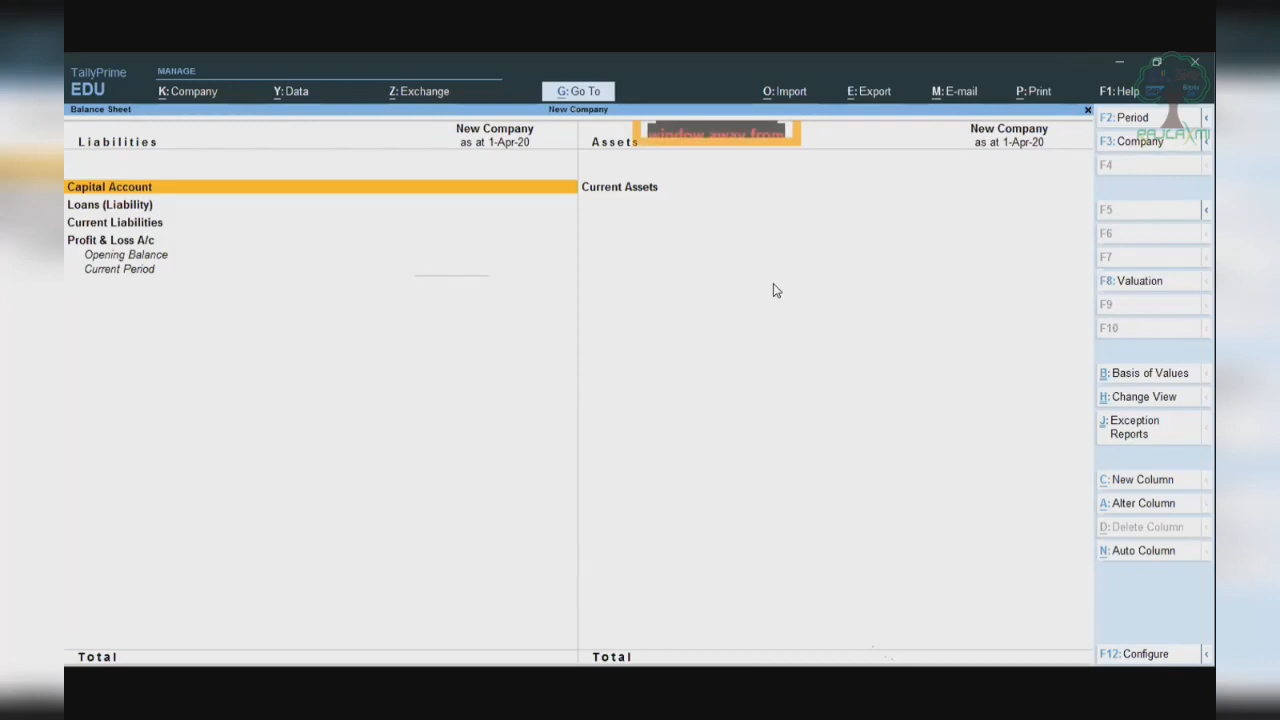 TallyPrime
EDU
MANAGE
K: Company
Y: Data
Z: Exchange
G: Go To
O: Import
E: Export
M: E-mail
P: Print
F1: Help
Balance Sheet
New Company
Liabilities
New Company
as at 1-Apr-20
Assets
window away from
New Company
as at 1-Apr-20
Capital Account
Loans (Liability)
Current Liabilities
Profit & Loss A/c
Opening Balance
Current Period
Current Assets
Total
Total
F2: Period
F3: Company
F4
F5
F6
F7
F8: Valuation
F9
F10
B: Basis of Values
H: Change View
J: Exception
Reports
C: New Column
A: Alter Column
D: Delete Column
N: Auto Column
F12: Configure